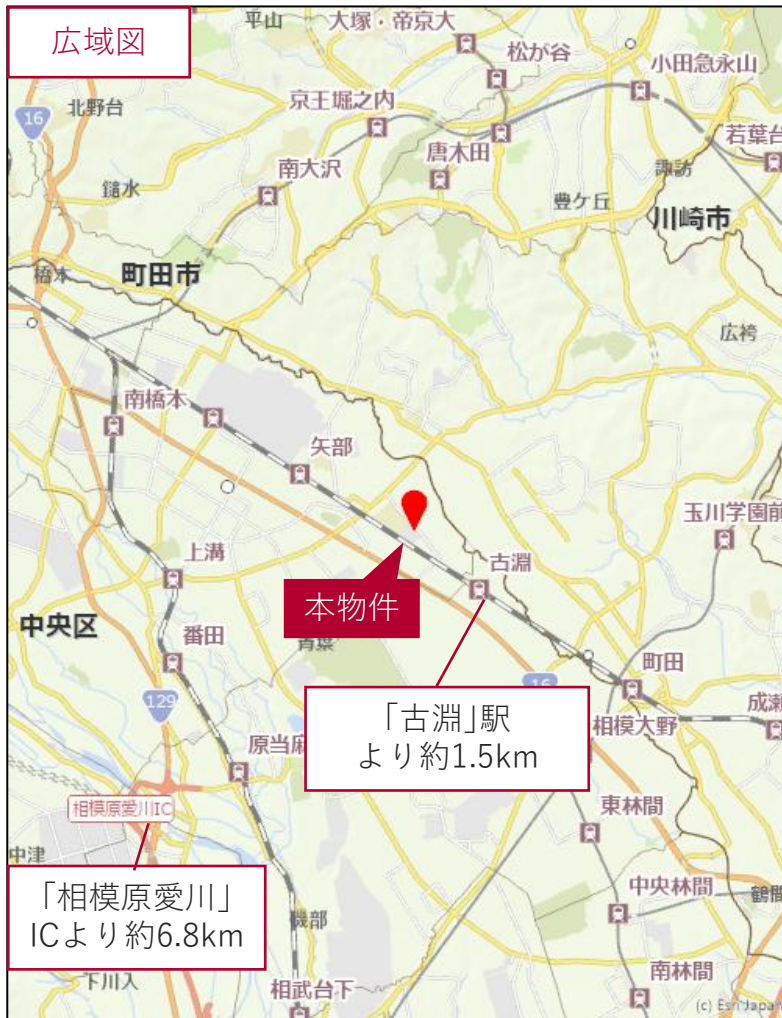 広域図
平山
大塚・帝京大
松が谷
小田急永山
16
北野台
京王堀之内
若葉台
唐木田
諏訪
南大沢
鑓水
豊ケ丘
川崎市
町田市
橋本
広袴
南橋本
矢部
玉川学園前
上溝
古淵
本物件
中央区
番田
青葉
町田
16
129
「古淵」駅
より約1.5km
成瀬
相模大野
原当麻
相模原愛川IC
東林間
中津
「相模原愛川」
ICより約6.8km
中央林間
鶴間
磯部
下川入
相武台下
南林間
(c) Esri Japan